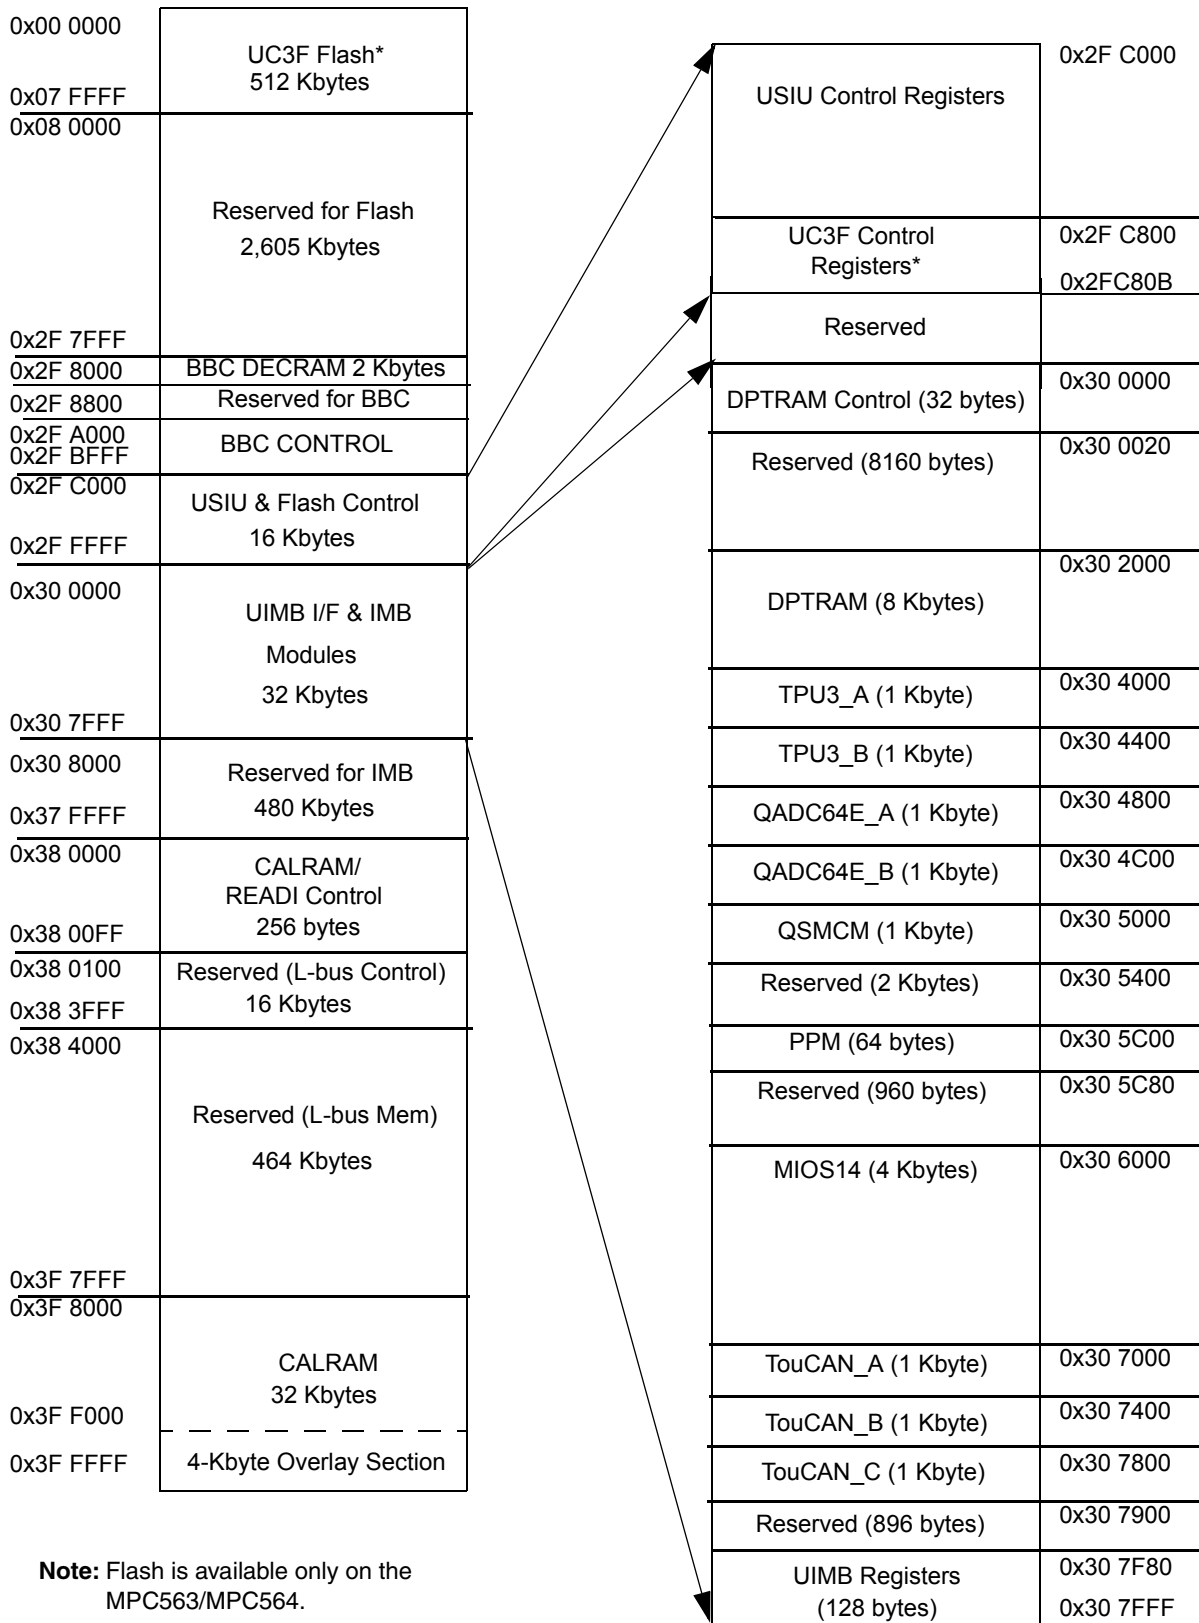 0x00 0000
UC3F Flash*
512 Kbytes
0x07 FFFF
0x08 0000
Reserved for Flash
2,605 Kbytes
0x2F 7FFF
0x2F 8000
BBC DECRAM 2 Kbytes
0x2F 8800
Reserved for BBC
0x2F A000
0x2F BFFF
BBC CONTROL
0x2F C000
USIU & Flash Control
16 Kbytes
0x2F FFFF
0x30 0000
UIMB I/F & IMB
Modules
32 Kbytes
0x30 7FFF
0x30 8000
Reserved for IMB
480 Kbytes
0x37 FFFF
0x38 0000
CALRAM/
READI Control
256 bytes
0x38 00FF
0x38 0100
Reserved (L-bus Control)
16 Kbytes
0x38 3FFF
0x38 4000
Reserved (L-bus Mem)
464 Kbytes
0x3F 7FFF
0x3F 8000
CALRAM
32 Kbytes
0x3F F000
4-Kbyte Overlay Section
0x3F FFFF
Note: Flash is available only on the
MPC563/MPC564.
USIU Control Registers
0x2F C000
UC3F Control
Registers*
0x2F C800
0x2FC80B
Reserved
DPTRAM Control (32 bytes)
0x30 0000
Reserved (8160 bytes)
0x30 0020
DPTRAM (8 Kbytes)
0x30 2000
TPU3_A (1 Kbyte)
0x30 4000
TPU3_B (1 Kbyte)
0x30 4400
QADC64E_A (1 Kbyte)
0x30 4800
QADC64E_B (1 Kbyte)
0x30 4C00
QSMCM (1 Kbyte)
0x30 5000
Reserved (2 Kbytes)
0x30 5400
PPM (64 bytes)
0x30 5C00
Reserved (960 bytes)
0x30 5C80
MIOS14 (4 Kbytes)
0x30 6000
TouCAN_A (1 Kbyte)
0x30 7000
TouCAN_B (1 Kbyte)
0x30 7400
TouCAN_C (1 Kbyte)
0x30 7800
Reserved (896 bytes)
0x30 7900
UIMB Registers
(128 bytes)
0x30 7F80
0x30 7FFF